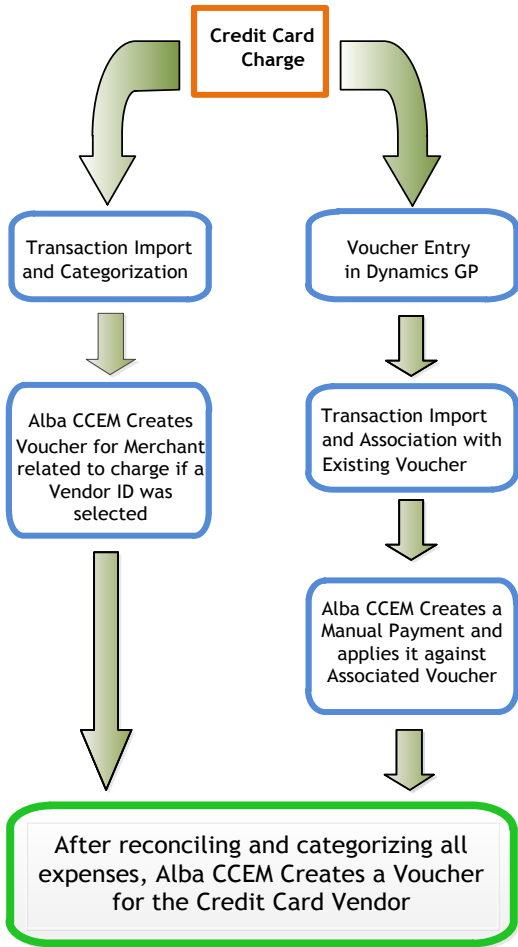 Credit Card
Charge
Transaction Import
and Categorization
Voucher Entry
in Dynamics GP
Alba CCEM Creates
Voucher for Merchant
related to charge if a
Vendor ID was
selected
Transaction Import
and Association with
Existing Voucher
Alba CCEM Creates a
Manual Payment and
applies it against
Associated Voucher
After reconciling and categorizing all
expenses, Alba CCEM Creates a Voucher
for the Credit Card Vendor